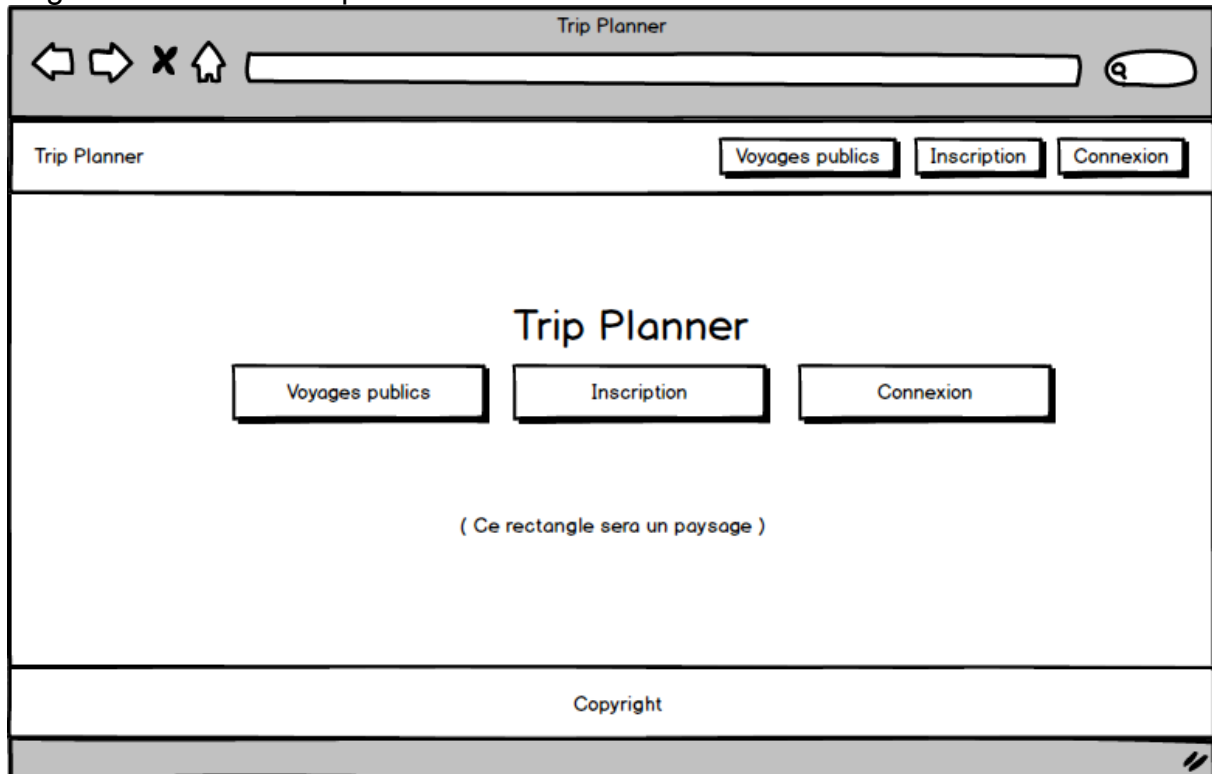 Trip Planner
Trip Planner Voyages publics Inscription Connexion
Trip Planner
Voyages publics Inscription Connexion
( Ce rectangle sera un paysage )
Copyright